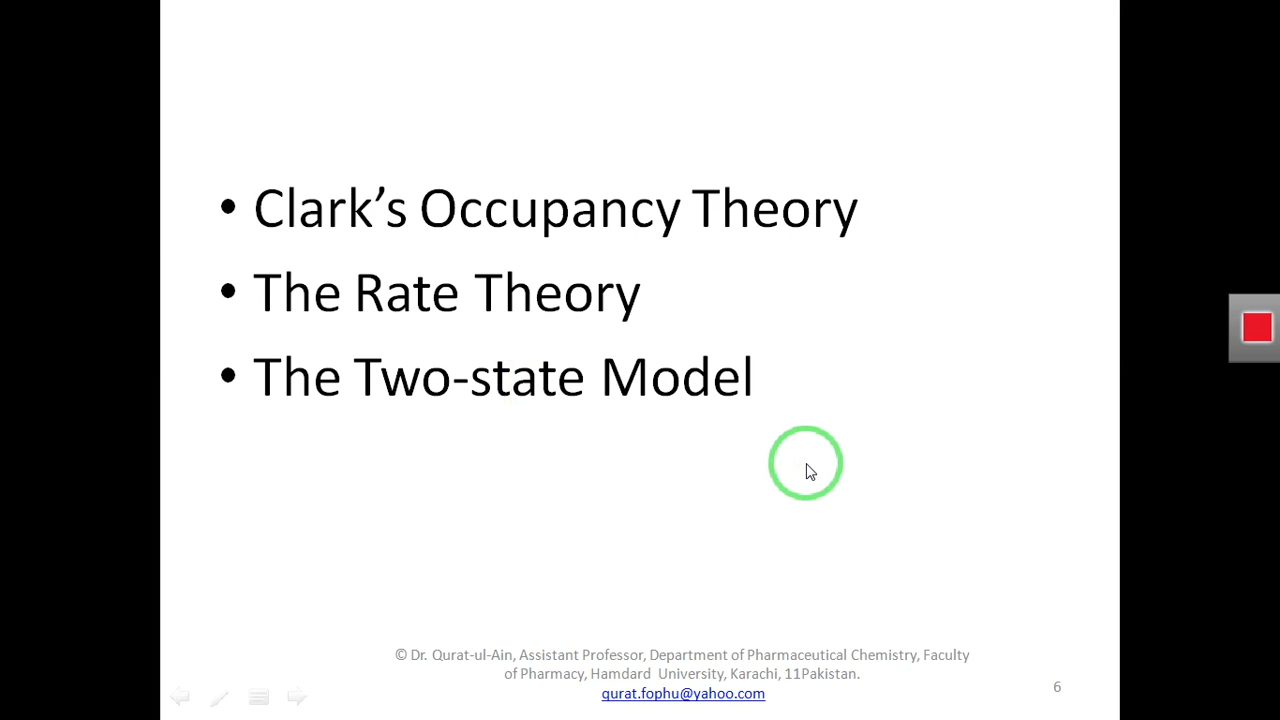 • Clark’s Occupancy Theory
• The Rate Theory
• The Two-state Model
© Dr. Qurat-ul-Ain, Assistant Professor, Department of Pharmaceutical Chemistry, Faculty
of Pharmacy, Hamdard University, Karachi, 11Pakistan.
qurat.fophu@yahoo.com
6